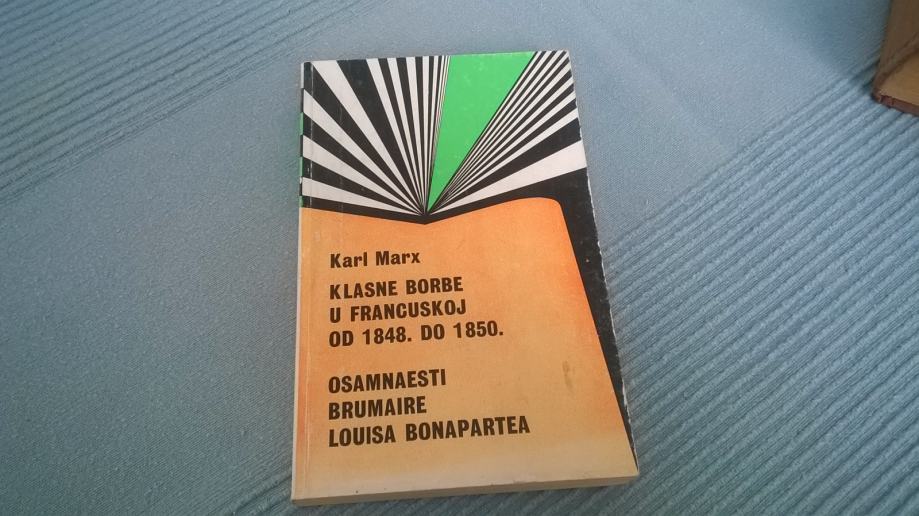 Karl Marx
KLASNE BORBE
U FRANCUSKOJ
OD 1848. DO 1850.
OSAMNAESTI
BRUMAIRE
LOUISA BONAPARTEA